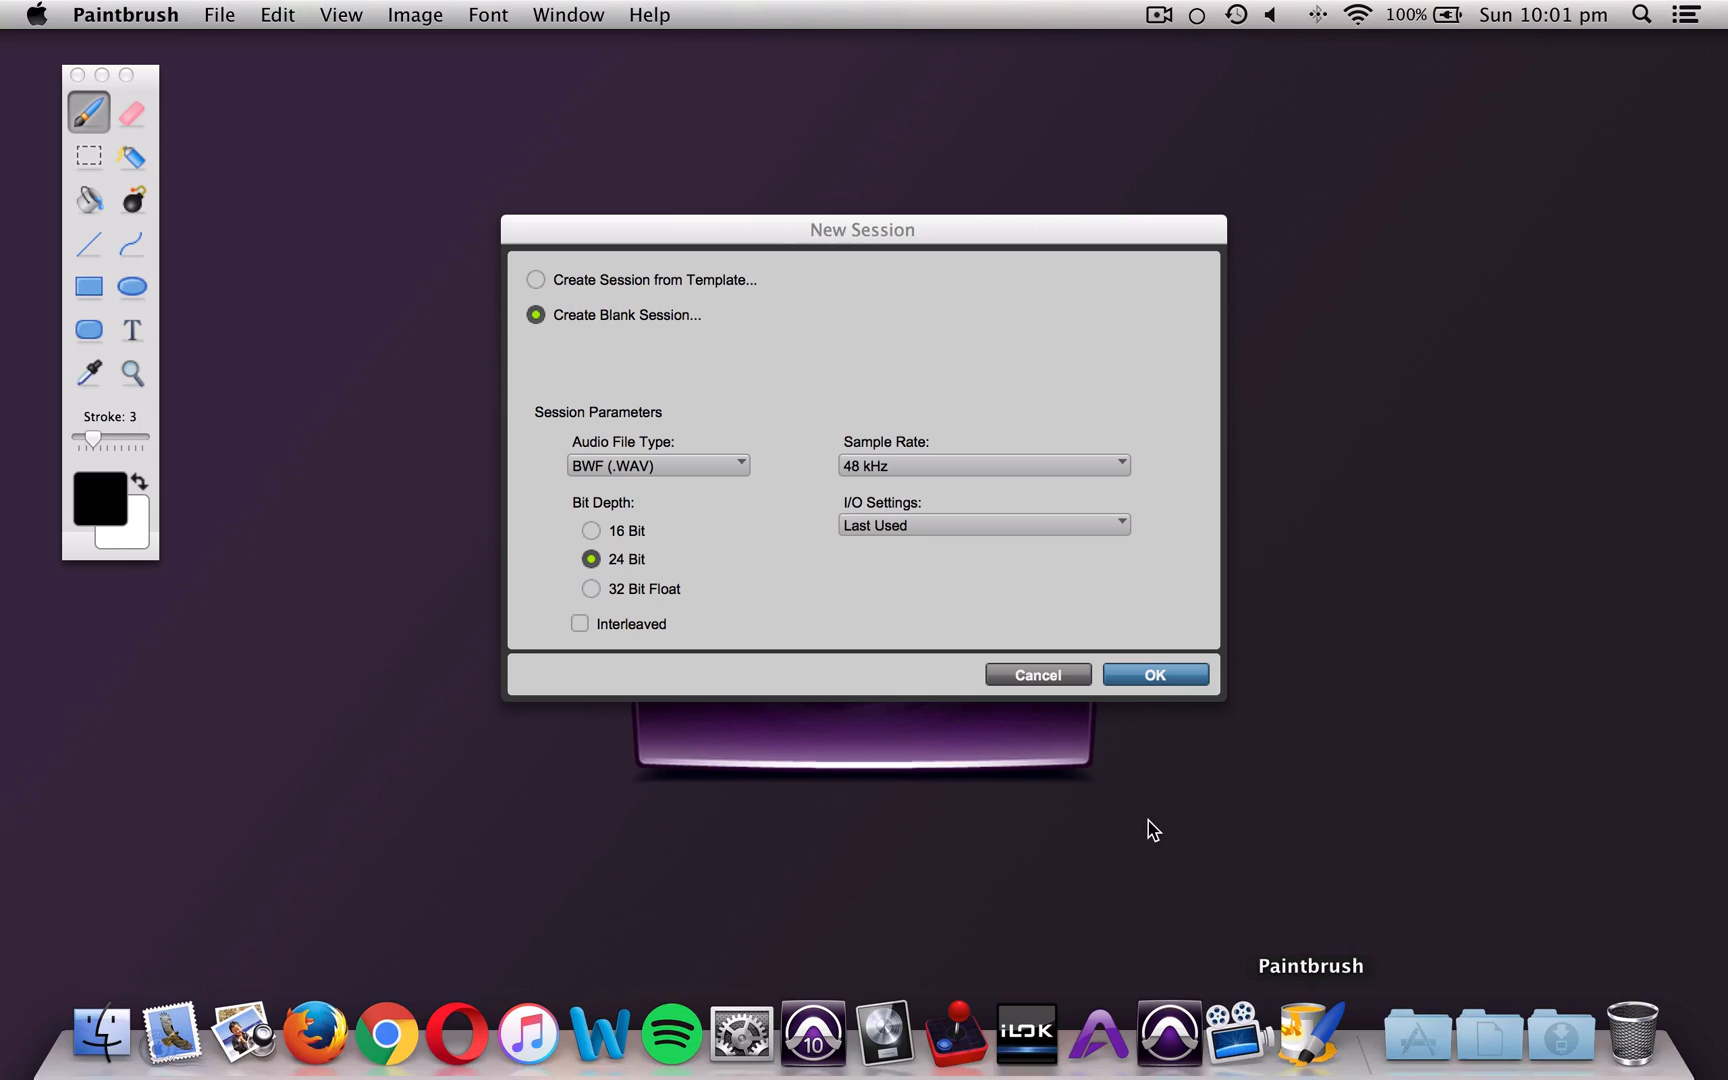 Paintbrush File Edit View Image Font Window Help 100% Sun 10:01 pm
New Session
Create Session from Template...
Create Blank Session...
Stroke: 3
Session Parameters
Audio File Type: Sample Rate:
BWF (.WAV) 48 kHz
Bit Depth: I/O Settings:
16 Bit Last Used
24 Bit
32 Bit Float
Interleaved
Cancel OK
T
Paintbrush
10
iLOK